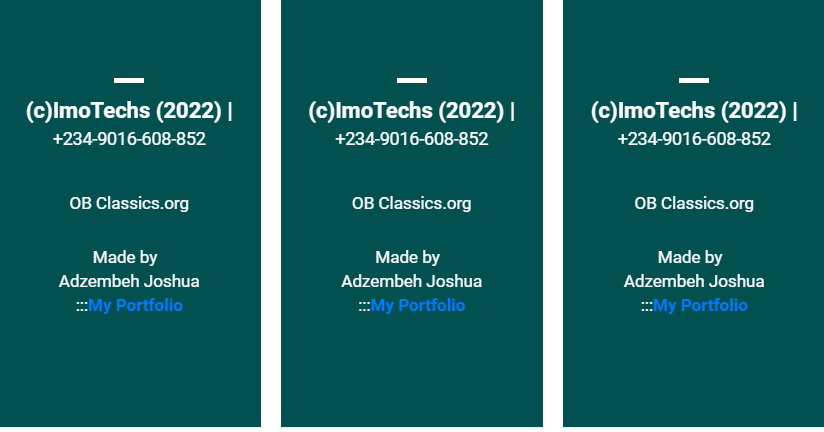 (c)ImoTechs (2022) |
+234-9016-608-852
OB Classics.org
Made by
Adzembeh Joshua
:::My Portfolio
(c)ImoTechs (2022) |
+234-9016-608-852
OB Classics.org
Made by
Adzembeh Joshua
:::My Portfolio
(c)ImoTechs (2022) |
+234-9016-608-852
OB Classics.org
Made by
Adzembeh Joshua
:::My Portfolio